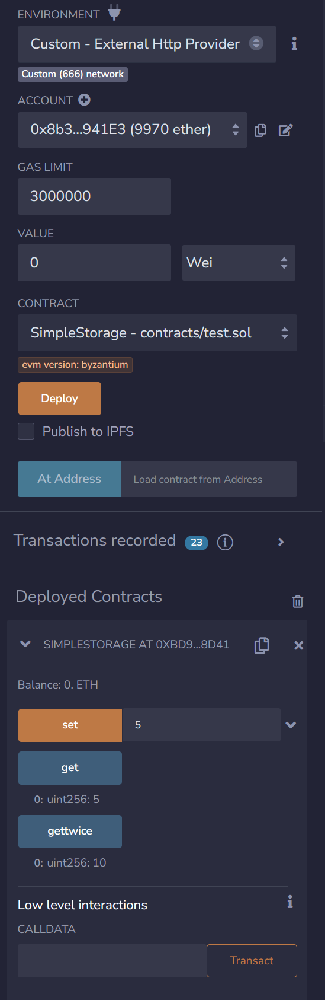 ENVIRONMENT
Custom - External Http Provider
Custom (666) network
ACCOUNT
0x8b3...941E3 (9970 ether)
GAS LIMIT
3000000
VALUE
0 Wei
CONTRACT
SimpleStorage - contracts/test.sol
evm version: byzantium
Deploy
Publish to IPFS
At Address Load contract from Address
Transactions recorded 23
Deployed Contracts
SIMPLESTORAGE AT 0XBD9...8D41
Balance: 0. ETH
set 5
get
0: uint256: 5
gettwice
0: uint256: 10
Low level interactions
CALLDATA
Transact